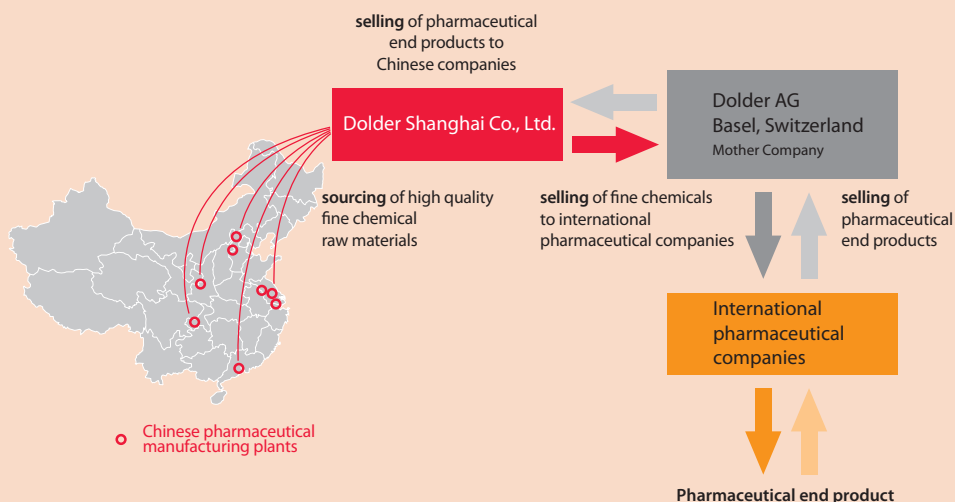 selling of pharmaceutical
end products to
Chinese companies
Dolder Shanghai Co., Ltd.
Dolder AG
Basel, Switzerland
Mother Company
sourcing of high quality
fine chemical
raw materials
selling of fine chemicals
to international
pharmaceutical companies
selling of
pharmaceutical
end products
International
pharmaceutical
companies
Chinese pharmaceutical
manufacturing plants
Pharmaceutical end product